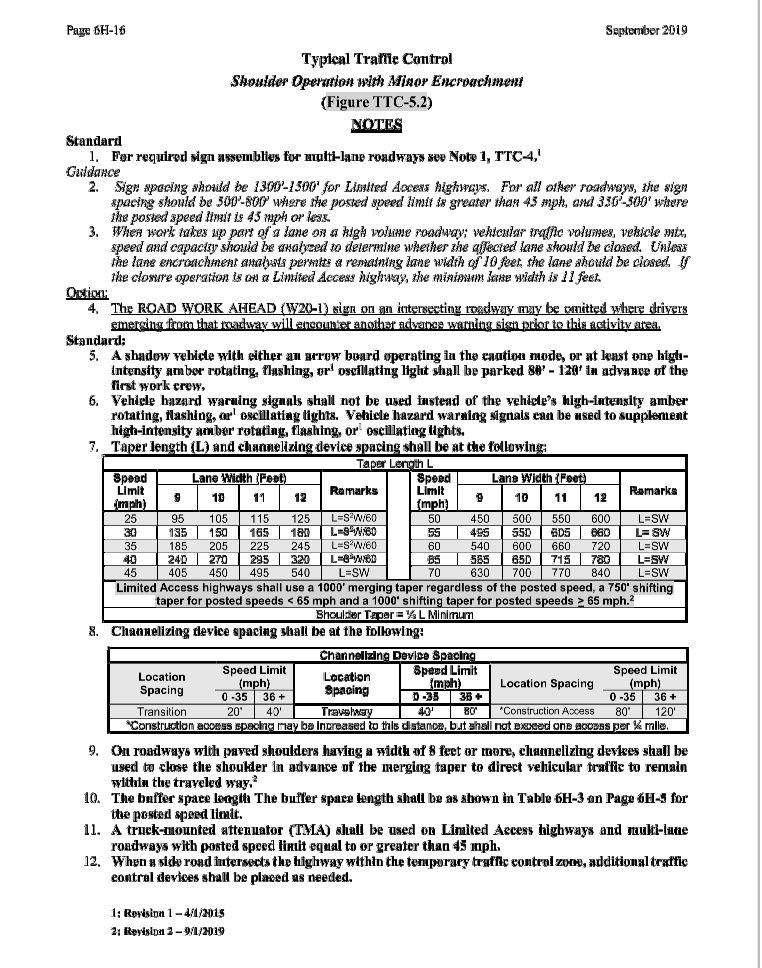 Page 6H-16 September 2019
Typical Traffic Control
Shoulder Operation with Minor Encroachment
(Figure TTC-5.2)
NOTES
Standard
1. For required sign assemblies for multi-lane roadways see Note 1, TTC-4.1
Guidance
2. Sign spacing should be 1300'-1500' for Limited Access highways. For all other roadways, the sign
spacing should be 500'-800' where the posted speed limit is greater than 45 mph, and 350'-500' where
the posted speed limit is 45 mph or less.
3. When work takes up part of a lane on a high volume roadway; vehicular traffic volumes, vehicle mix,
speed and capacity should be analyzed to determine whether the affected lane should be closed. Unless
the lane encroachment analysis permits a remaining lane width of 10 feet, the lane should be closed. If
the closure operation is on a Limited Access highway, the minimum lane width is 11 feet.
Option:
4. The ROAD WORK AHEAD (W20-1) sign on an intersecting roadway may be omitted where drivers
emerging from that roadway will encounter another advance warning sign prior to this activity area.
Standard:
5. A shadow vehicle with either an arrow board operating in the caution mode, or at least one high-
intensity amber rotating, flashing, or1 oscillating light shall be parked 80' - 120' in advance of the
first work crew.
6. Vehicle hazard warning signals shall not be used instead of the vehicle's high-intensity amber
rotating, flashing, or1 oscillating lights. Vehicle hazard warning signals can be used to supplement
high-intensity amber rotating, flashing, or1 oscillating lights.
7. Taper length (L) and channelizing device spacing shall be at the following:
Taper Length L
Speed Limit (mph) Lane Width (Feet) Remarks Speed Limit (mph) Lane Width (Feet) Remarks
9 10 11 12 9 10 11 12
25 95 105 115 125 L=S²W/60 50 450 500 550 600 L=SW
30 135 150 165 180 L=S²W/60 55 495 550 605 660 L= SW
35 185 205 225 245 L=S²W/60 60 540 600 660 720 L=SW
40 240 270 295 320 L=S²W/60 65 585 650 715 780 L=SW
45 405 450 495 540 L=SW 70 630 700 770 840 L=SW
Limited Access highways shall use a 1000' merging taper regardless of the posted speed, a 750' shifting
taper for posted speeds < 65 mph and a 1000' shifting taper for posted speeds ≥ 65 mph.2
Shoulder Taper = ⅓ L Minimum
8. Channelizing device spacing shall be at the following:
Channelizing Device Spacing
Location Spacing Speed Limit (mph) Location Spacing Speed Limit (mph) Location Spacing Speed Limit (mph)
0 -35 36 + 0 -35 36 + 0 -35 36 +
Transition 20' 40' Travelway 40' 80' *Construction Access 80' 120'
*Construction access spacing may be increased to this distance, but shall not exceed one access per ¼ mile.
9. On roadways with paved shoulders having a width of 8 feet or more, channelizing devices shall be
used to close the shoulder in advance of the merging taper to direct vehicular traffic to remain
within the traveled way.2
10. The buffer space length The buffer space length shall be as shown in Table 6H-3 on Page 6H-5 for
the posted speed limit.
11. A truck-mounted attenuator (TMA) shall be used on Limited Access highways and multi-lane
roadways with posted speed limit equal to or greater than 45 mph.
12. When a side road intersects the highway within the temporary traffic control zone, additional traffic
control devices shall be placed as needed.
1: Revision 1 – 4/1/2015
2: Revision 2 – 9/1/2019